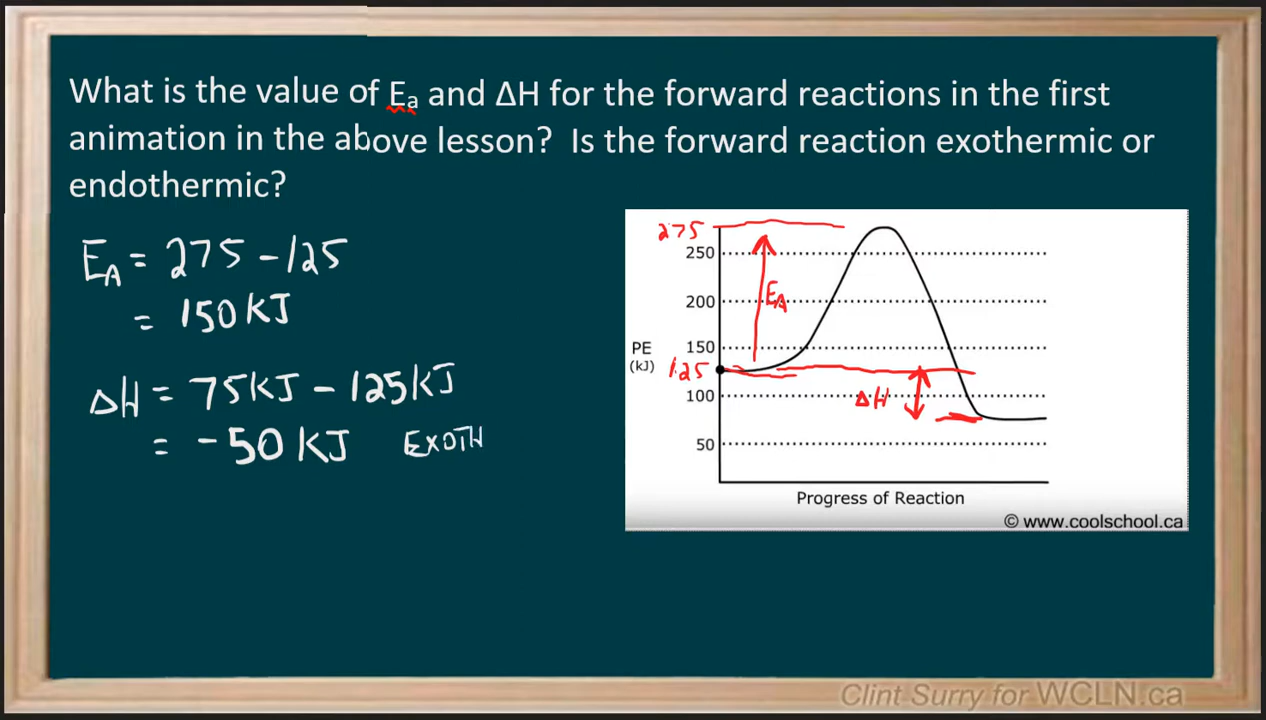 What is the value of Ea and ΔH for the forward reactions in the first
animation in the above lesson? Is the forward reaction exothermic or
endothermic?
EA = 275 - 125
= 150 KJ
ΔH = 75KJ - 125KJ
= -50 KJ EXOTH
275
250
200
150
125
100
50
PE
(kJ)
EA
ΔH
Progress of Reaction
© www.coolschool.ca
Clint Surry for WCLN.ca